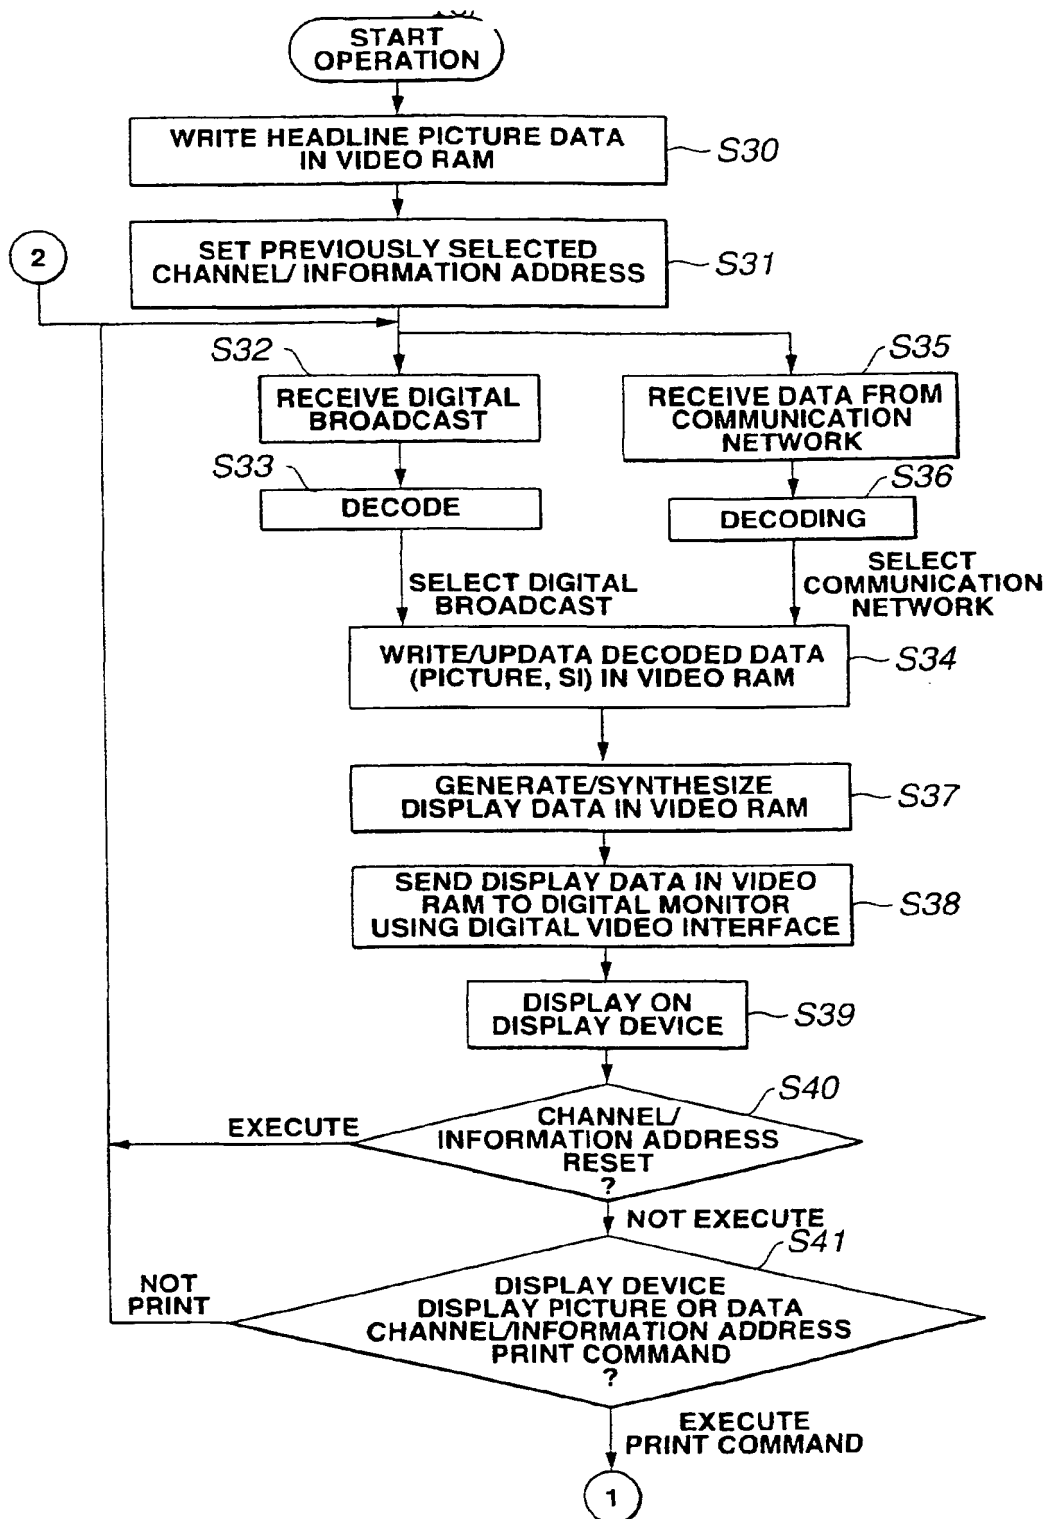 START
OPERATION
WRITE HEADLINE PICTURE DATA
IN VIDEO RAM
S30
2
SET PREVIOUSLY SELECTED
CHANNEL/ INFORMATION ADDRESS
S31
S32
RECEIVE DIGITAL
BROADCAST
S35
RECEIVE DATA FROM
COMMUNICATION
NETWORK
S33
DECODE
S36
DECODING
SELECT DIGITAL
BROADCAST
SELECT
COMMUNICATION
NETWORK
WRITE/UPDATA DECODED DATA
(PICTURE, SI) IN VIDEO RAM
S34
GENERATE/SYNTHESIZE
DISPLAY DATA IN VIDEO RAM
S37
SEND DISPLAY DATA IN VIDEO
RAM TO DIGITAL MONITOR
USING DIGITAL VIDEO INTERFACE
S38
DISPLAY ON
DISPLAY DEVICE
S39
S40
CHANNEL/
INFORMATION ADDRESS
RESET
?
EXECUTE
NOT EXECUTE
S41
NOT
PRINT
DISPLAY DEVICE
DISPLAY PICTURE OR DATA
CHANNEL/INFORMATION ADDRESS
PRINT COMMAND
?
EXECUTE
PRINT COMMAND
1